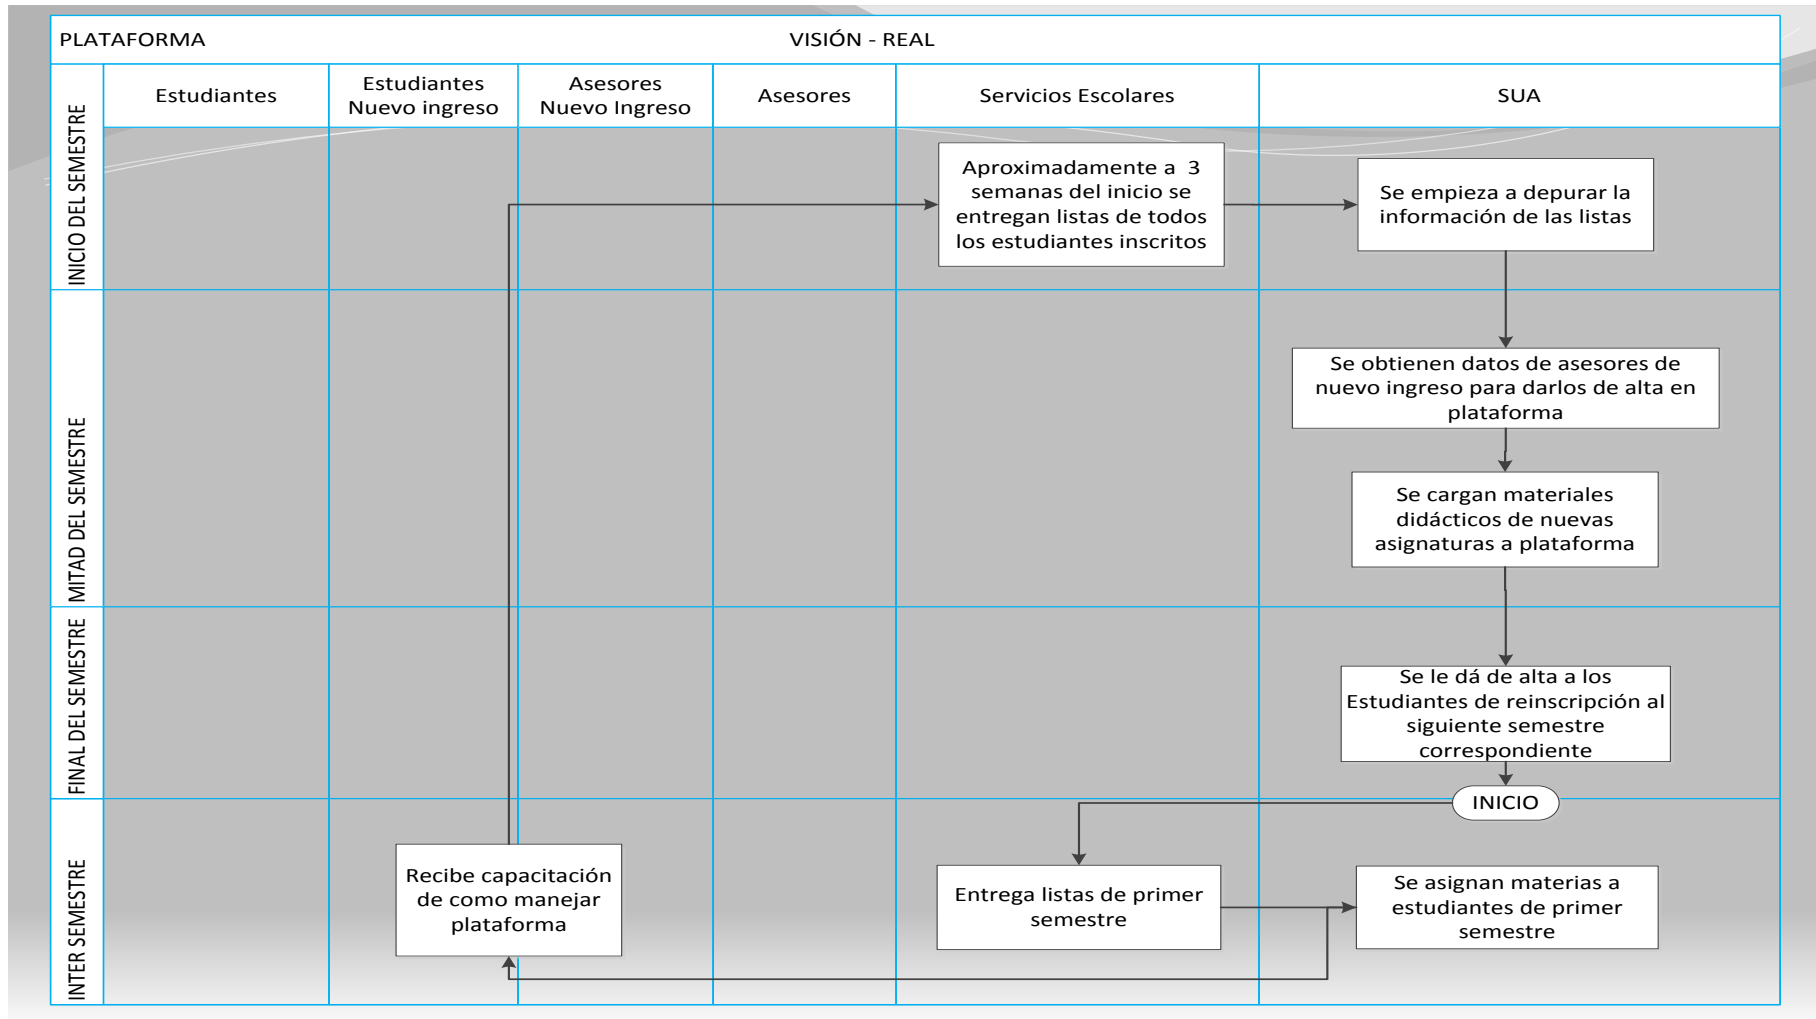 PLATAFORMA
VISIÓN - REAL
Estudiantes
Estudiantes
Nuevo ingreso
Asesores
Nuevo Ingreso
Asesores
Servicios Escolares
SUA
INICIO DEL SEMESTRE
Aproximadamente a 3
semanas del inicio se
entregan listas de todos
los estudiantes inscritos
Se empieza a depurar la
información de las listas
MITAD DEL SEMESTRE
Se obtienen datos de asesores de
nuevo ingreso para darlos de alta en
plataforma
Se cargan materiales
didácticos de nuevas
asignaturas a plataforma
FINAL DEL SEMESTRE
Se le dá de alta a los
Estudiantes de reinscripción al
siguiente semestre
correspondiente
INICIO
INTER SEMESTRE
Recibe capacitación
de como manejar
plataforma
Entrega listas de primer
semestre
Se asignan materias a
estudiantes de primer
semestre